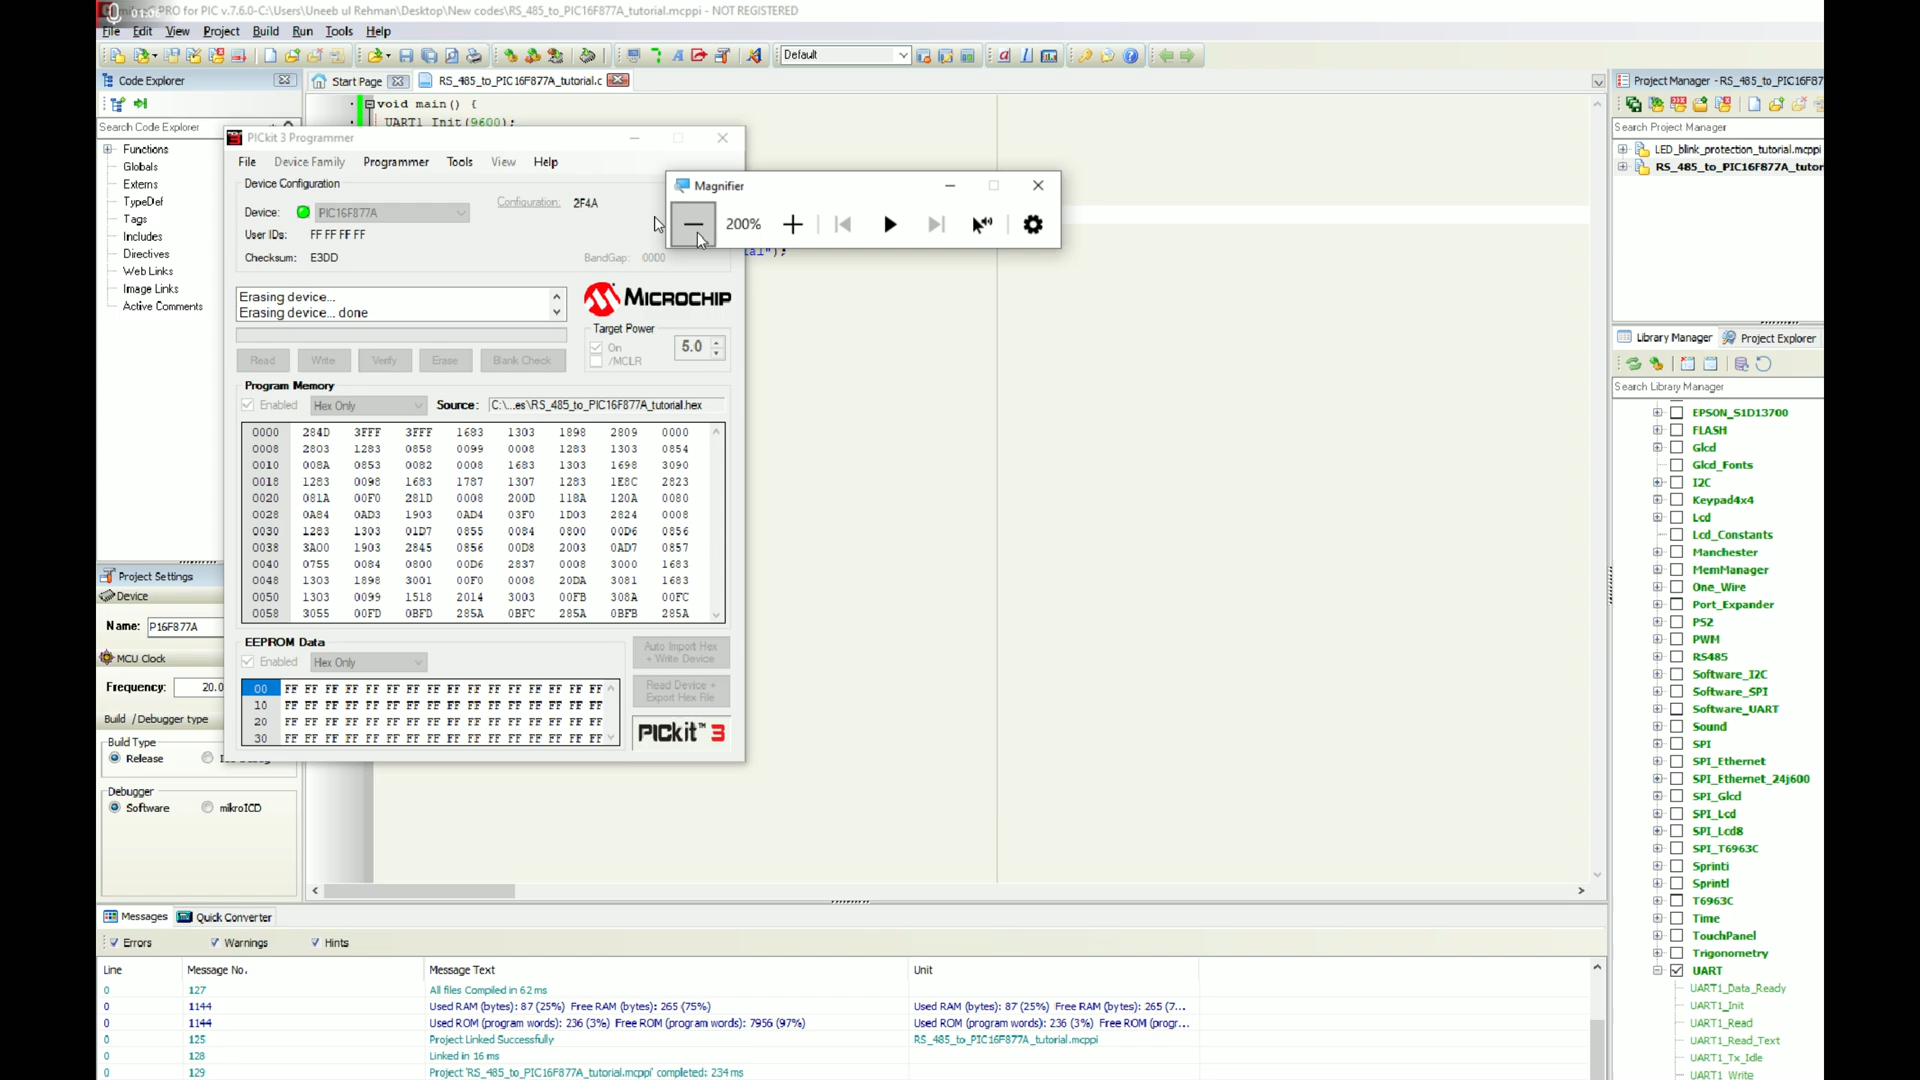 mikroC PRO for PIC v.7.6.0-C:\Users\Uneeb ul Rehman\Desktop\New codes\RS_485_to_PIC16F877A_tutorial.mcppi - NOT REGISTERED
File Edit View Project Build Run Tools Help
Default
Code Explorer
Start Page
RS_485_to_PIC16F877A_tutorial.c
Project Manager - RS_485_to_PIC16F87
void main() {
UART1_Init(9600);
Search Code Explorer
Functions
Globals
Externs
TypeDef
Tags
Includes
Directives
Web Links
Image Links
Active Comments
PICkit 3 Programmer
File Device Family Programmer Tools View Help
Device Configuration
Device: PIC16F877A
Configuration: 2F4A
User IDs: FF FF FF FF
Checksum: E3DD
BandGap: 0000
Erasing device...
Erasing device... done
MICROCHIP
Target Power
On
/MCLR
5.0
Read Write Verify Erase Blank Check
Program Memory
Enabled Hex Only Source: C:\...es\RS_485_to_PIC16F877A_tutorial.hex
0000 284D 3FFF 3FFF 1683 1303 1898 2809 0000
0008 2803 1283 0858 0099 0008 1283 1303 0854
0010 008A 0853 0082 0008 1683 1303 1698 3090
0018 1283 0098 1683 1787 1307 1283 1E8C 2823
0020 081A 00F0 281D 0008 200D 118A 120A 0080
0028 0A84 0AD3 1903 0AD4 03F0 1D03 2824 0008
0030 1283 1303 01D7 0855 0084 0800 00D6 0856
0038 3A00 1903 2845 0856 00D8 2003 0AD7 0857
0040 0755 0084 0800 00D6 2837 0008 3000 1683
0048 1303 1898 3001 00F0 0008 20DA 3081 1683
0050 1303 0099 1518 2014 3003 00FB 308A 00FC
0058 3055 00FD 0BFD 285A 0BFC 285A 0BFB 285A
EEPROM Data
Enabled Hex Only
00 FF FF FF FF FF FF FF FF FF FF FF FF FF FF FF FF
10 FF FF FF FF FF FF FF FF FF FF FF FF FF FF FF FF
20 FF FF FF FF FF FF FF FF FF FF FF FF FF FF FF FF
30 FF FF FF FF FF FF FF FF FF FF FF FF FF FF FF FF
Auto Import Hex
+ Write Device
Read Device +
Export Hex File
PICkit™ 3
Magnifier
200%
ial");
Project Settings
Device
Name: P16F877A
MCU Clock
Frequency: 20.0
Build / Debugger type
Build Type
Release
Debugger
Software mikroICD
Search Project Manager
LED_blink_protection_tutorial.mcppi
RS_485_to_PIC16F877A_tutor
Library Manager Project Explorer
Search Library Manager
EPSON_S1D13700
FLASH
Glcd
Glcd_Fonts
I2C
Keypad4x4
Lcd
Lcd_Constants
Manchester
MemManager
One_Wire
Port_Expander
PS2
PWM
RS485
Software_I2C
Software_SPI
Software_UART
Sound
SPI
SPI_Ethernet
SPI_Ethernet_24j600
SPI_Glcd
SPI_Lcd
SPI_Lcd8
SPI_T6963C
Sprinti
Sprintl
T6963C
Time
TouchPanel
Trigonometry
UART
UART1_Data_Ready
UART1_Init
UART1_Read
UART1_Read_Text
UART1_Tx_Idle
UART1_Write
Messages Quick Converter
Errors Warnings Hints
Line Message No. Message Text Unit
0 127 All files Compiled in 62 ms
0 1144 Used RAM (bytes): 87 (25%) Free RAM (bytes): 265 (75%) Used RAM (bytes): 87 (25%) Free RAM (bytes): 265 (7...
0 1144 Used ROM (program words): 236 (3%) Free ROM (program words): 7956 (97%) Used ROM (program words): 236 (3%) Free ROM (progr...
0 125 Project Linked Successfully RS_485_to_PIC16F877A_tutorial.mcppi
0 128 Linked in 16 ms
0 129 Project 'RS_485_to_PIC16F877A_tutorial.mcppi' completed: 234 ms